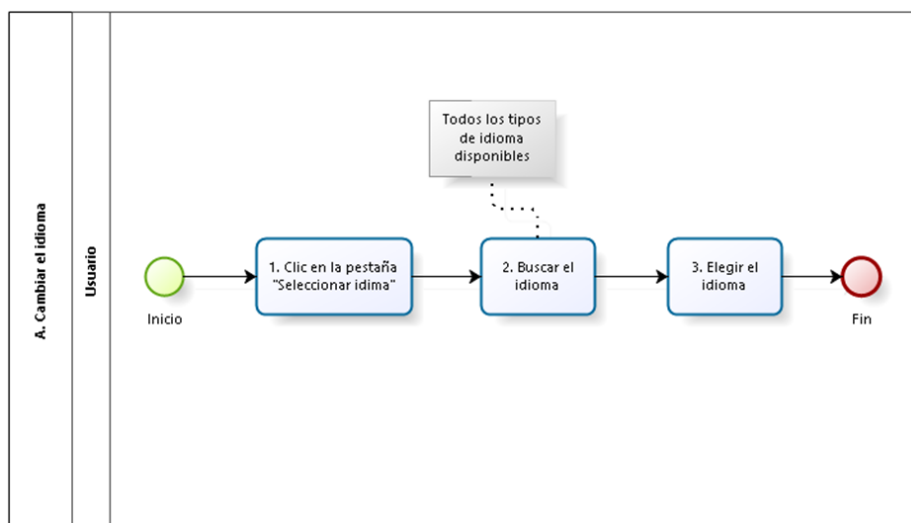 A. Cambiar el idioma
Usuario
Todos los tipos
de idioma
disponibles
Inicio
1. Clic en la pestaña
"Seleccionar idima"
2. Buscar el
idioma
3. Elegir el
idioma
Fin